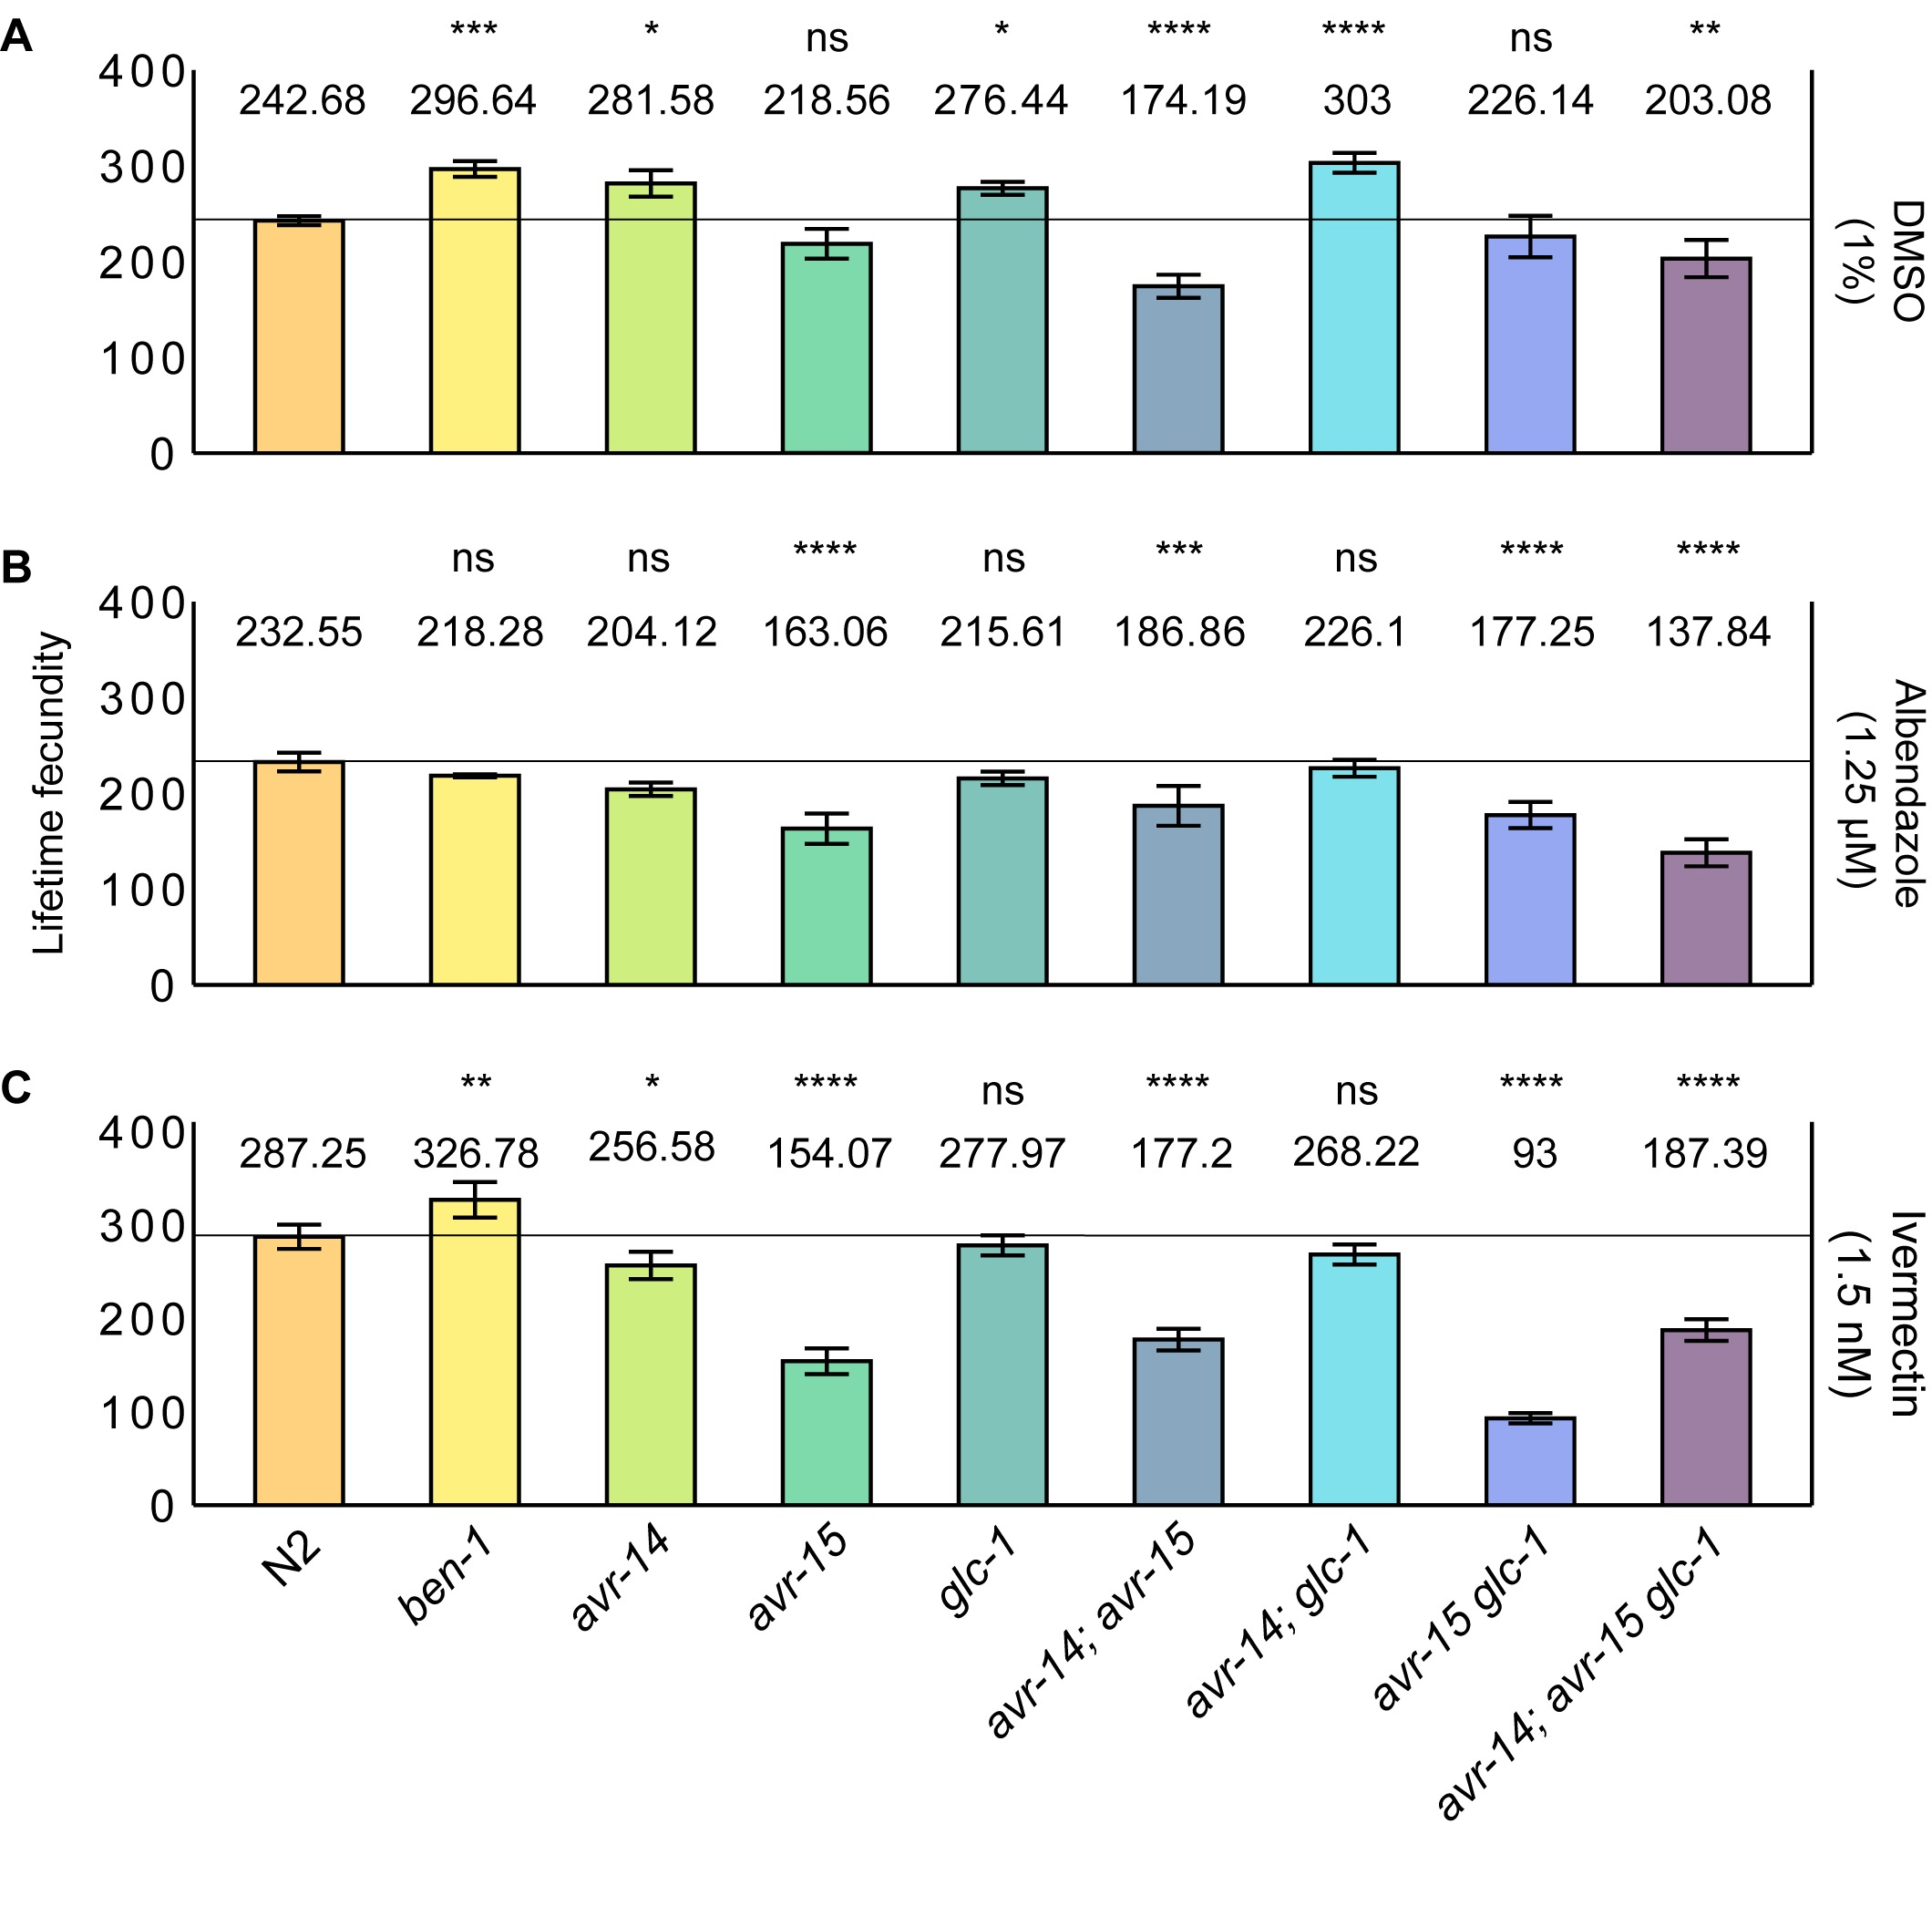 A
*** * ns * **** **** ns **
400
242.68 296.64 281.58 218.56 276.44 174.19 303 226.14 203.08
300
200
100
0
DMSO
(1%)
B
ns ns **** ns *** ns **** ****
400
232.55 218.28 204.12 163.06 215.61 186.86 226.1 177.25 137.84
300
200
100
0
Lifetime fecundity
Albendazole
(1.25 µM)
C
** * **** ns **** ns **** ****
400
287.25 326.78 256.58 154.07 277.97 177.2 268.22 93 187.39
300
200
100
0
Ivermectin
(1.5 nM)
N2
ben-1
avr-14
avr-15
glc-1
avr-14; avr-15
avr-14; glc-1
avr-15 glc-1
avr-14; avr-15 glc-1